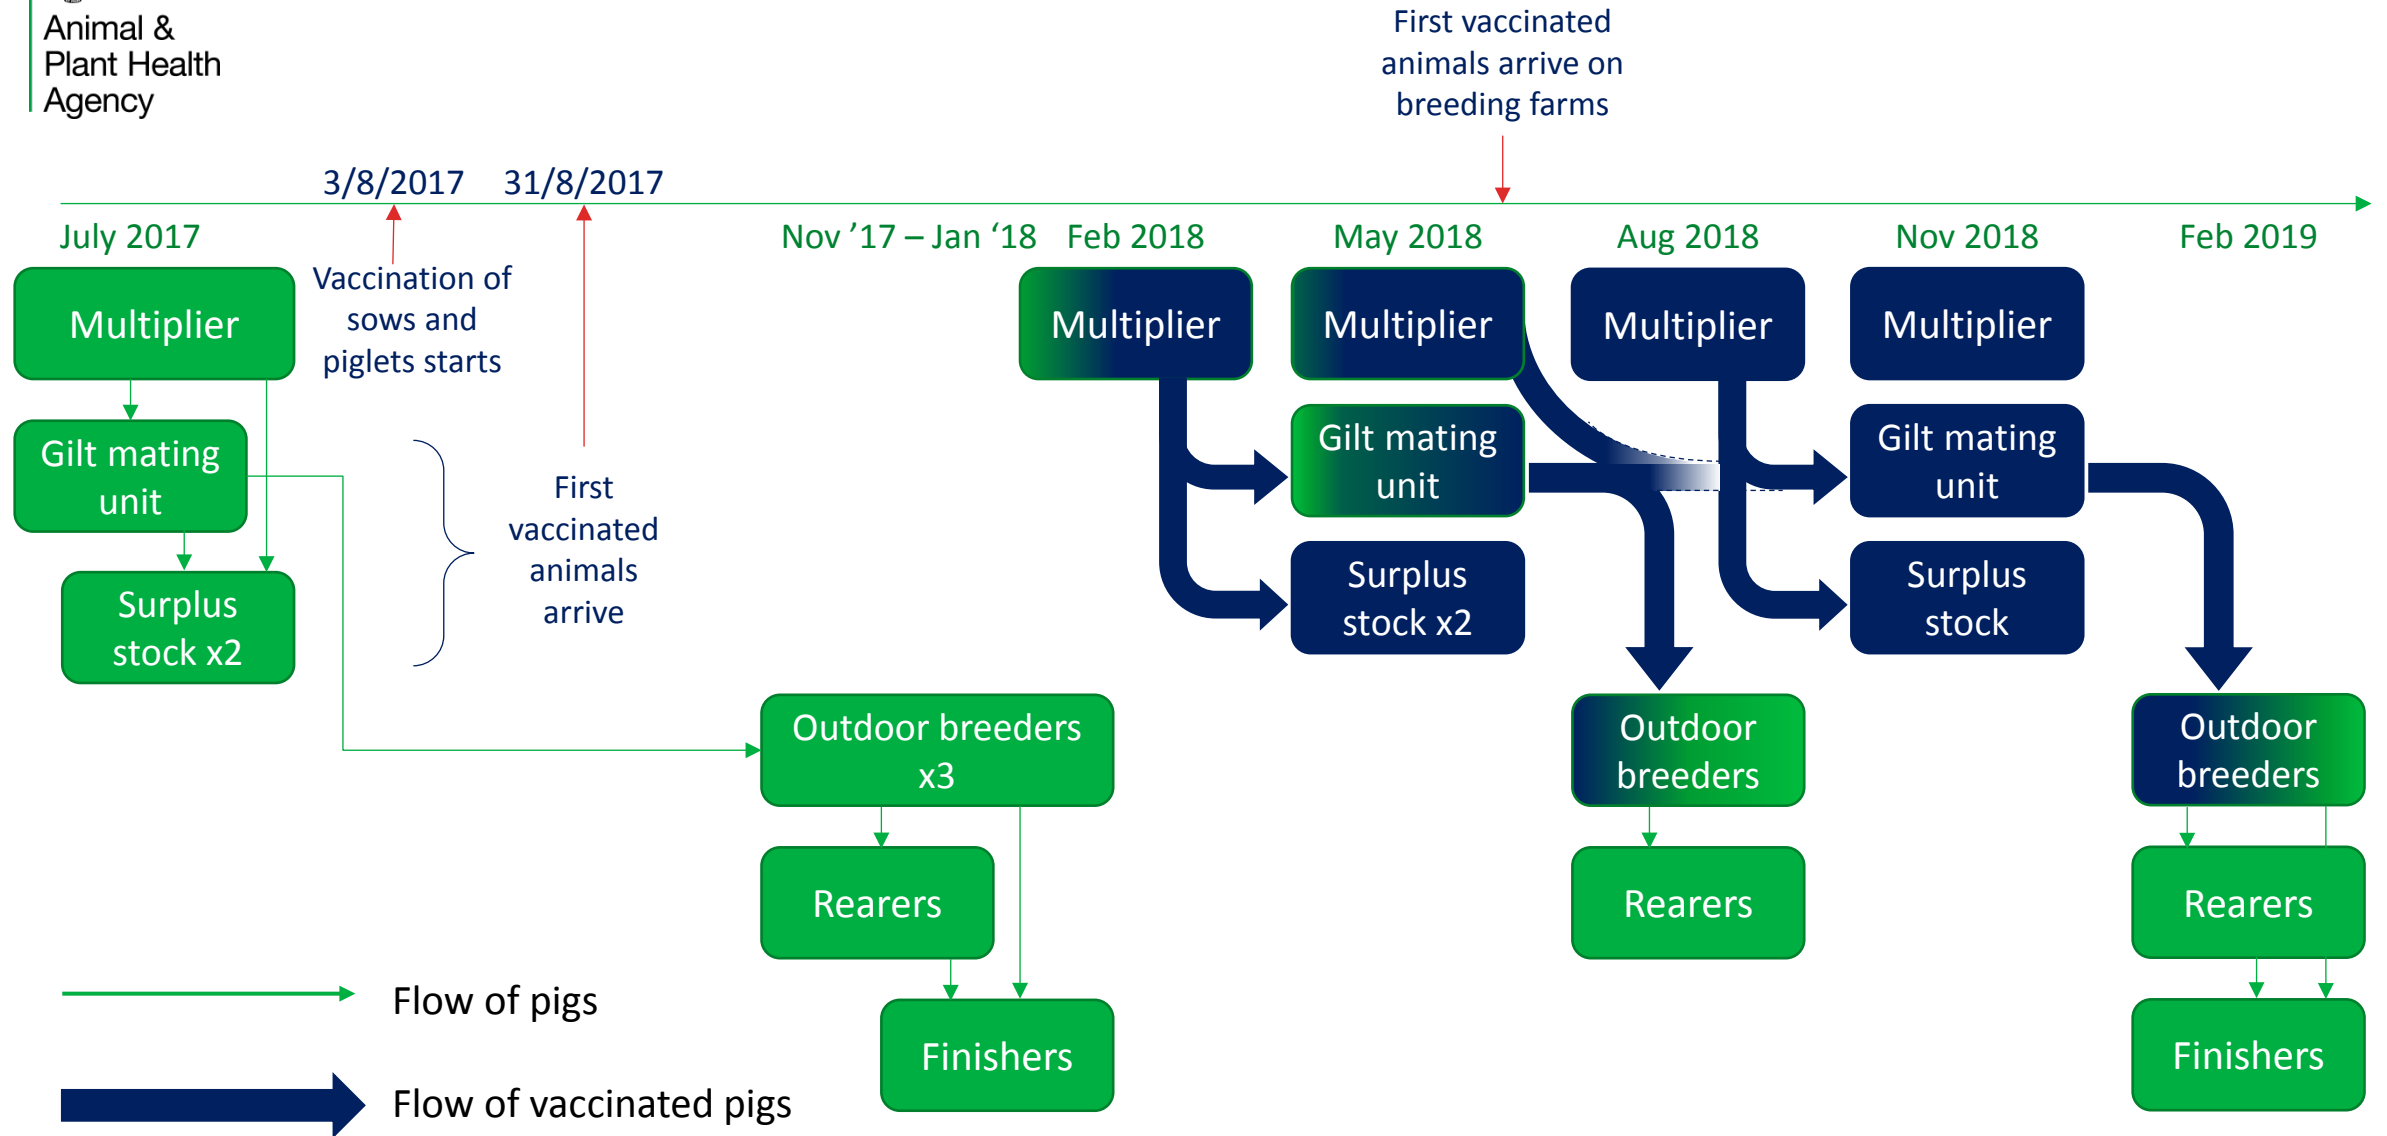 Animal &
Plant Health
Agency
First vaccinated
animals arrive on
breeding farms
3/8/2017
31/8/2017
July 2017
Nov ’17 – Jan ‘18
Feb 2018
May 2018
Aug 2018
Nov 2018
Feb 2019
Multiplier
Vaccination of
sows and
piglets starts
Multiplier
Multiplier
Multiplier
Multiplier
Gilt mating
unit
First
vaccinated
animals
arrive
Gilt mating
unit
Gilt mating
unit
Surplus
stock x2
Surplus
stock x2
Surplus
stock
Outdoor breeders
x3
Outdoor
breeders
Outdoor
breeders
Rearers
Rearers
Rearers
Flow of pigs
Finishers
Finishers
Flow of vaccinated pigs